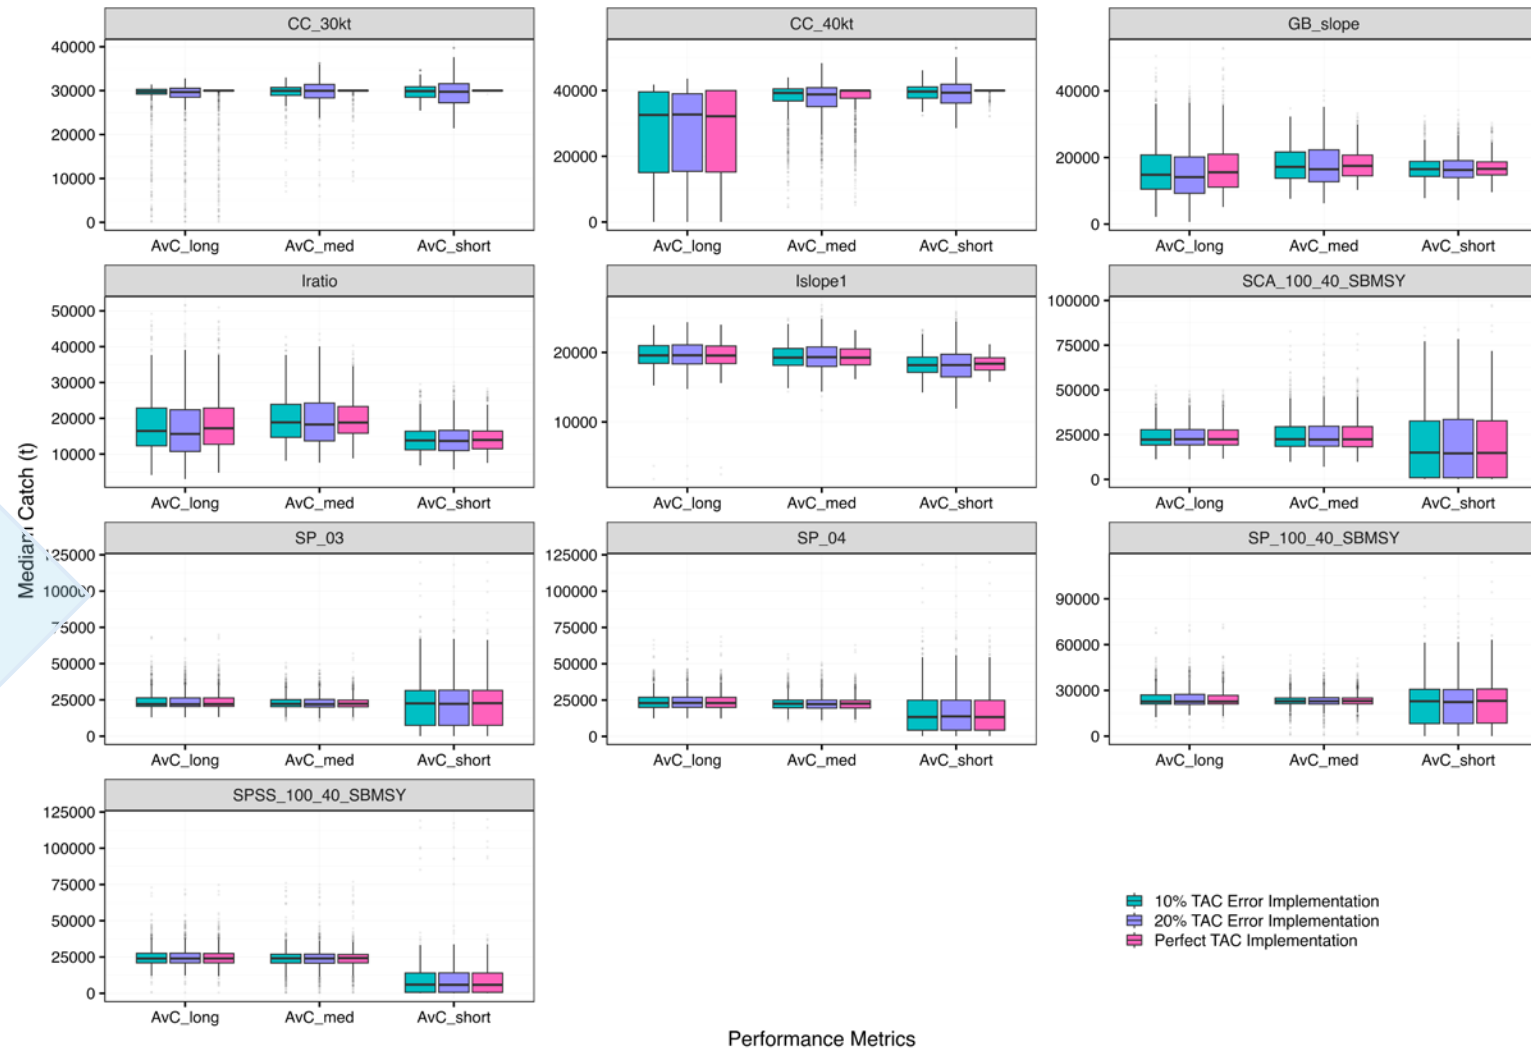 CC_30kt
CC_40kt
GB_slope
40000
30000
20000
10000
0
40000
20000
0
40000
20000
0
AvC_long
AvC_med
AvC_short
AvC_long
AvC_med
AvC_short
AvC_long
AvC_med
AvC_short
Iratio
Islope1
SCA_100_40_SBMSY
50000
40000
30000
20000
10000
20000
10000
100000
75000
50000
25000
0
AvC_long
AvC_med
AvC_short
AvC_long
AvC_med
AvC_short
AvC_long
AvC_med
AvC_short
Median Catch (t)
SP_03
SP_04
SP_100_40_SBMSY
125000
100000
75000
50000
25000
0
125000
100000
75000
50000
25000
0
90000
60000
30000
0
AvC_long
AvC_med
AvC_short
AvC_long
AvC_med
AvC_short
AvC_long
AvC_med
AvC_short
SPSS_100_40_SBMSY
125000
100000
75000
50000
25000
0
AvC_long
AvC_med
AvC_short
10% TAC Error Implementation
20% TAC Error Implementation
Perfect TAC Implementation
Performance Metrics